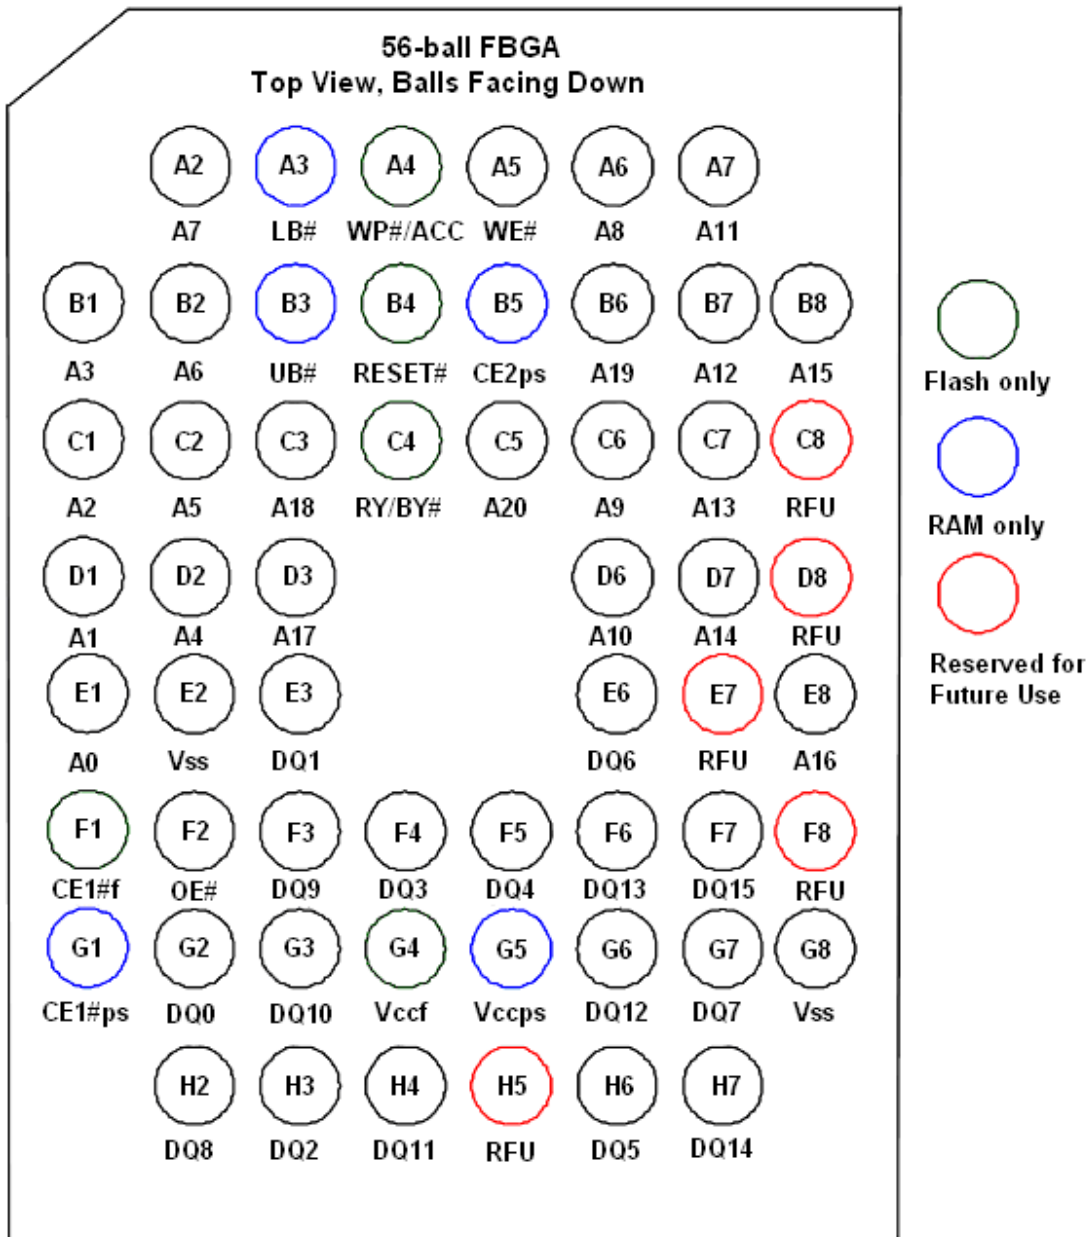 56-ball FBGA
Top View, Balls Facing Down
A2 A3 A4 A5 A6 A7
A7 LB# WP#/ACC WE# A8 A11
B1 B2 B3 B4 B5 B6 B7 B8
A3 A6 UB# RESET# CE2ps A19 A12 A15
C1 C2 C3 C4 C5 C6 C7 C8
A2 A5 A18 RY/BY# A20 A9 A13 RFU
D1 D2 D3 D6 D7 D8
A1 A4 A17 A10 A14 RFU
E1 E2 E3 E6 E7 E8
A0 Vss DQ1 DQ6 RFU A16
F1 F2 F3 F4 F5 F6 F7 F8
CE1#f OE# DQ9 DQ3 DQ4 DQ13 DQ15 RFU
G1 G2 G3 G4 G5 G6 G7 G8
CE1#ps DQ0 DQ10 Vccf Vccps DQ12 DQ7 Vss
H2 H3 H4 H5 H6 H7
DQ8 DQ2 DQ11 RFU DQ5 DQ14
Flash only
RAM only
Reserved for
Future Use